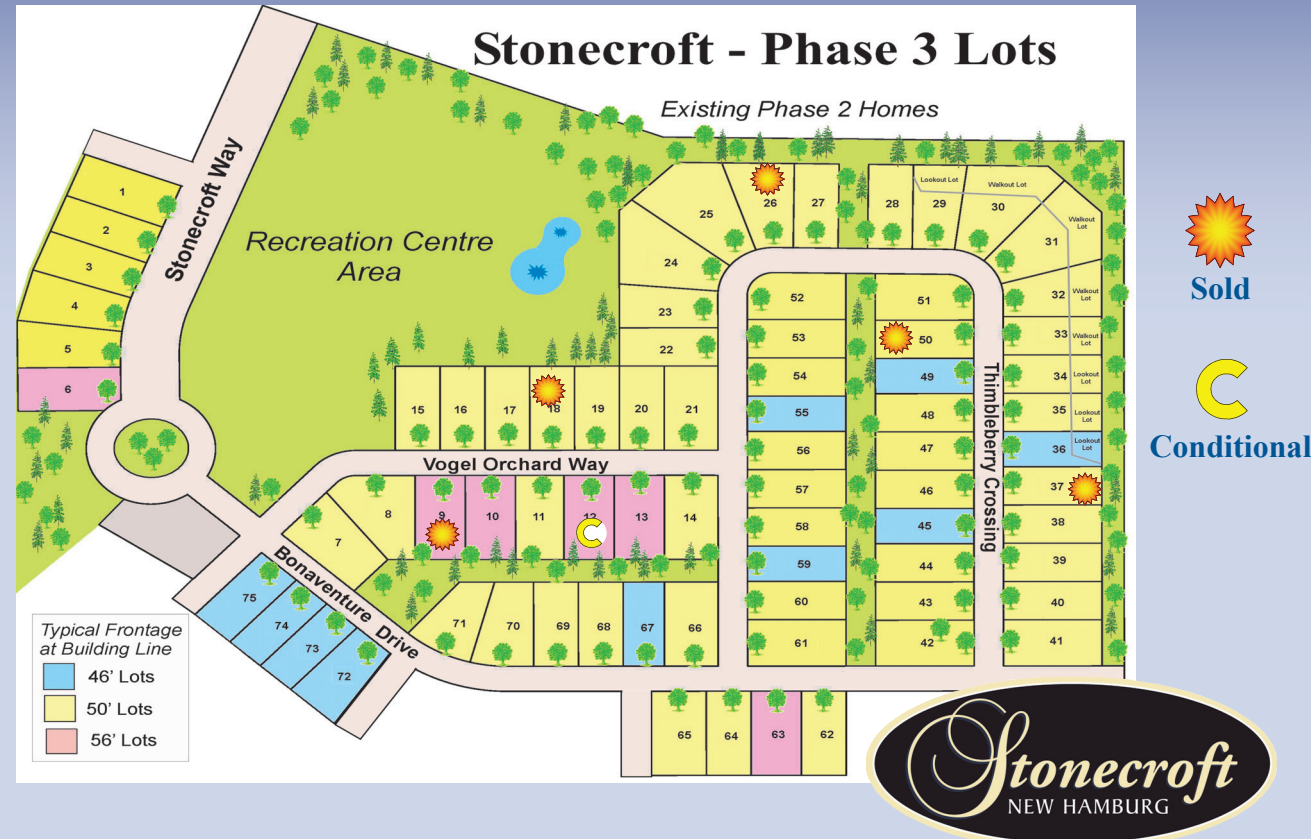 Stonecroft - Phase 3 Lots
Existing Phase 2 Homes
Stonecroft Way
Recreation Centre
Area
Sold
Conditional
1
2
3
4
5
6
25
26
27
28
Lookout Lot
29
Walkout Lot
30
Walkout
Lot
31
24
23
22
32
Walkout
Lot
33
Walkout
Lot
34
Lookout
Lot
35
Lookout
Lot
36
Lookout
Lot
37
38
39
40
41
52
53
54
55
56
57
58
59
60
61
51
50
49
48
47
46
45
44
43
42
Thimbleberry Crossing
15
16
17
18
19
20
21
Vogel Orchard Way
7
8
9
10
11
12
13
14
Bonaventure Drive
75
74
73
72
71
70
69
68
67
66
65
64
63
62
Typical Frontage
at Building Line
46' Lots
50' Lots
56' Lots
Stonecroft
NEW HAMBURG